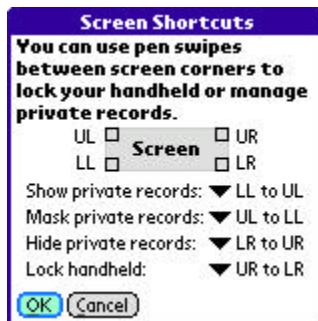 Screen Shortcuts
You can use pen swipes
between screen corners to
lock your handheld or manage
private records.
UL Screen UR
LL LR
Show private records: LL to UL
Mask private records: UL to LL
Hide private records: LR to UR
Lock handheld: UR to LR
OK Cancel